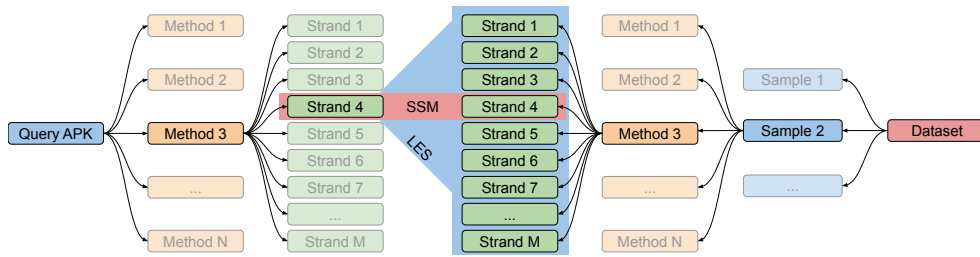 Query APK
Method 1
Method 2
Method 3
...
Method N
Strand 1
Strand 2
Strand 3
Strand 4
Strand 5
Strand 6
Strand 7
...
Strand M
SSM
LES
Strand 1
Strand 2
Strand 3
Strand 4
Strand 5
Strand 6
Strand 7
...
Strand M
Method 1
Method 2
Method 3
...
Method N
Sample 1
Sample 2
...
Dataset